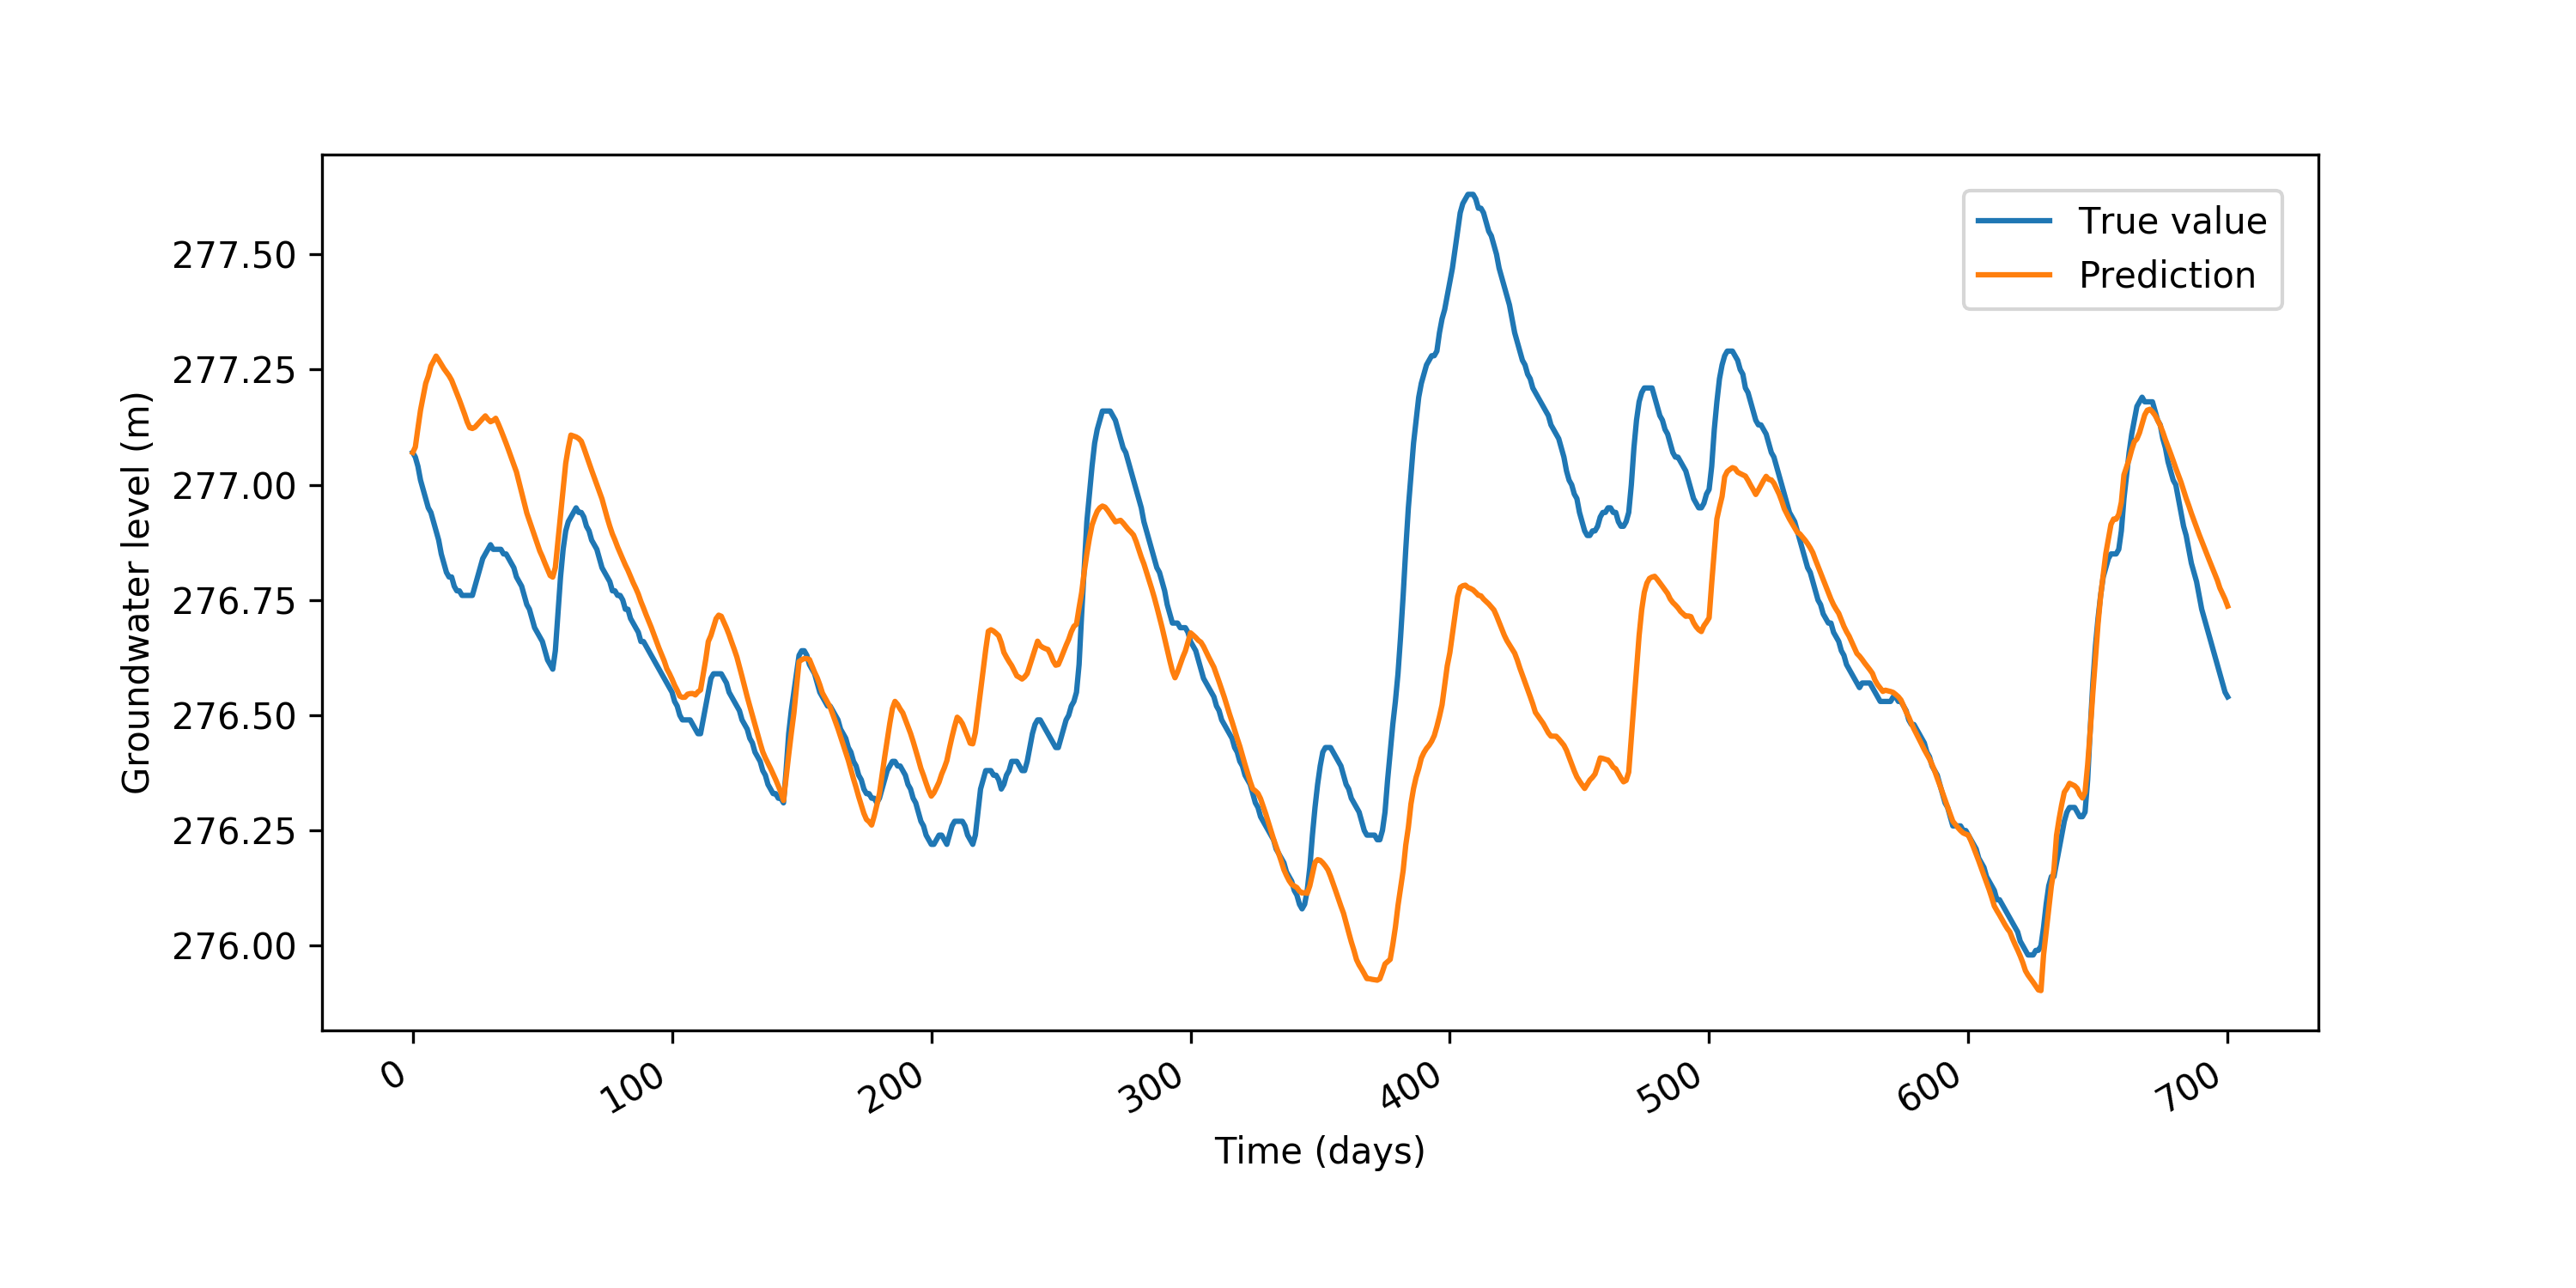 True value
Prediction
277.50
277.25
277.00
276.75
276.50
276.25
276.00
Groundwater level (m)
0 100 200 300 400 500 600 700
Time (days)